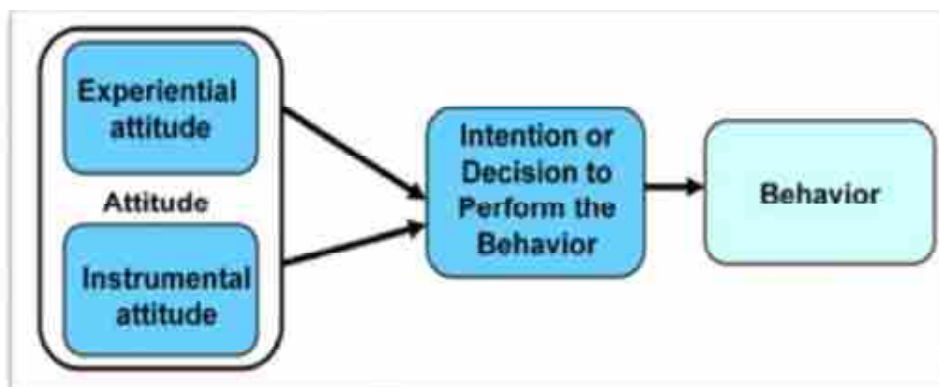 Experiential
attitude
Attitude
Instrumental
attitude
Intention or
Decision to
Perform the
Behavior
Behavior